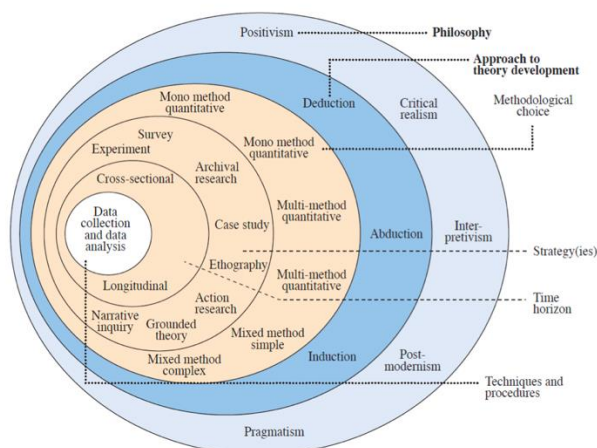 Positivism
Philosophy
Approach to
theory development
Mono method
quantitative
Deduction
Critical
realism
Methodological
choice
Survey
Experiment
Mono method
quantitative
Cross-sectional
Archival
research
Data
collection and data
analysis
Multi-method
quantitative
Case study
Abduction
Inter-
pretivism
Strategy(ies)
Ethography
Longitudinal
Multi-method
quantitative
Time
horizon
Action
research
Narrative
inquiry
Grounded
theory
Mixed method
simple
Mixed method
complex
Induction
Post-
modernism
Techniques and
procedures
Pragmatism